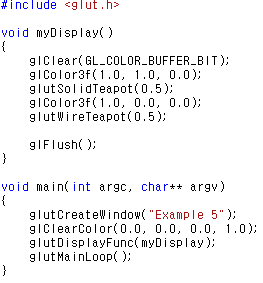 #include <glut.h>
void myDisplay()
{
glClear(GL_COLOR_BUFFER_BIT);
glColor3f(1.0, 1.0, 0.0);
glutSolidTeapot(0.5);
glColor3f(1.0, 0.0, 0.0);
glutWireTeapot(0.5);
glFlush();
}
void main(int argc, char** argv)
{
glutCreateWindow("Example 5");
glClearColor(0.0, 0.0, 0.0, 1.0);
glutDisplayFunc(myDisplay);
glutMainLoop();
}